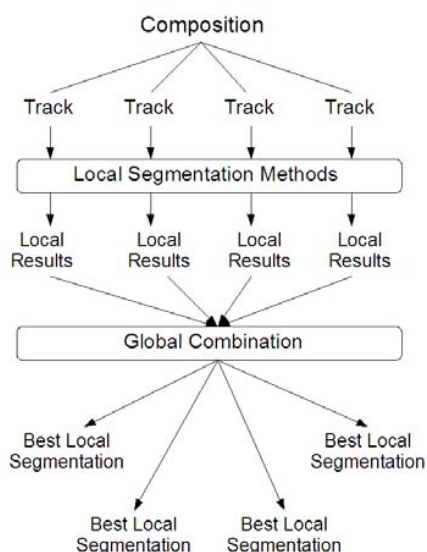 Composition
Track Track Track Track
Local Segmentation Methods
Local Local Local Local
Results Results Results Results
Global Combination
Best Local Best Local
Segmentation Segmentation
Best Local Best Local
Segmentation Segmentation